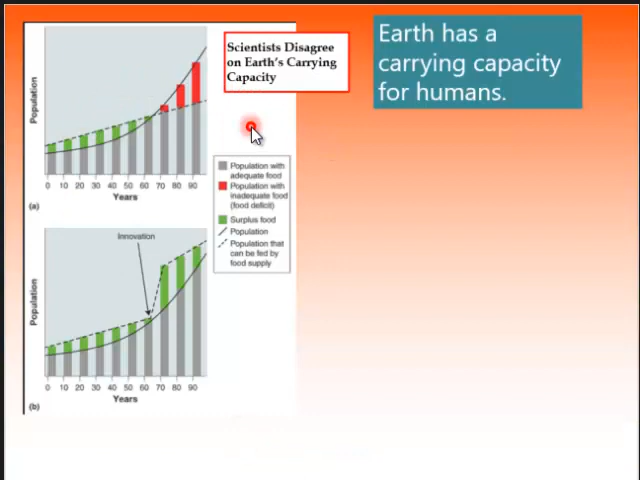 Scientists Disagree
on Earth's Carrying
Capacity
Earth has a
carrying capacity
for humans.
Population
0 10 20 30 40 50 60 70 80 90
Years
(a)
Population with
adequate food
Population with
inadequate food
(food deficit)
Surplus food
Population
Population that
can be fed by
food supply
Innovation
Population
0 10 20 30 40 50 60 70 80 90
Years
(b)